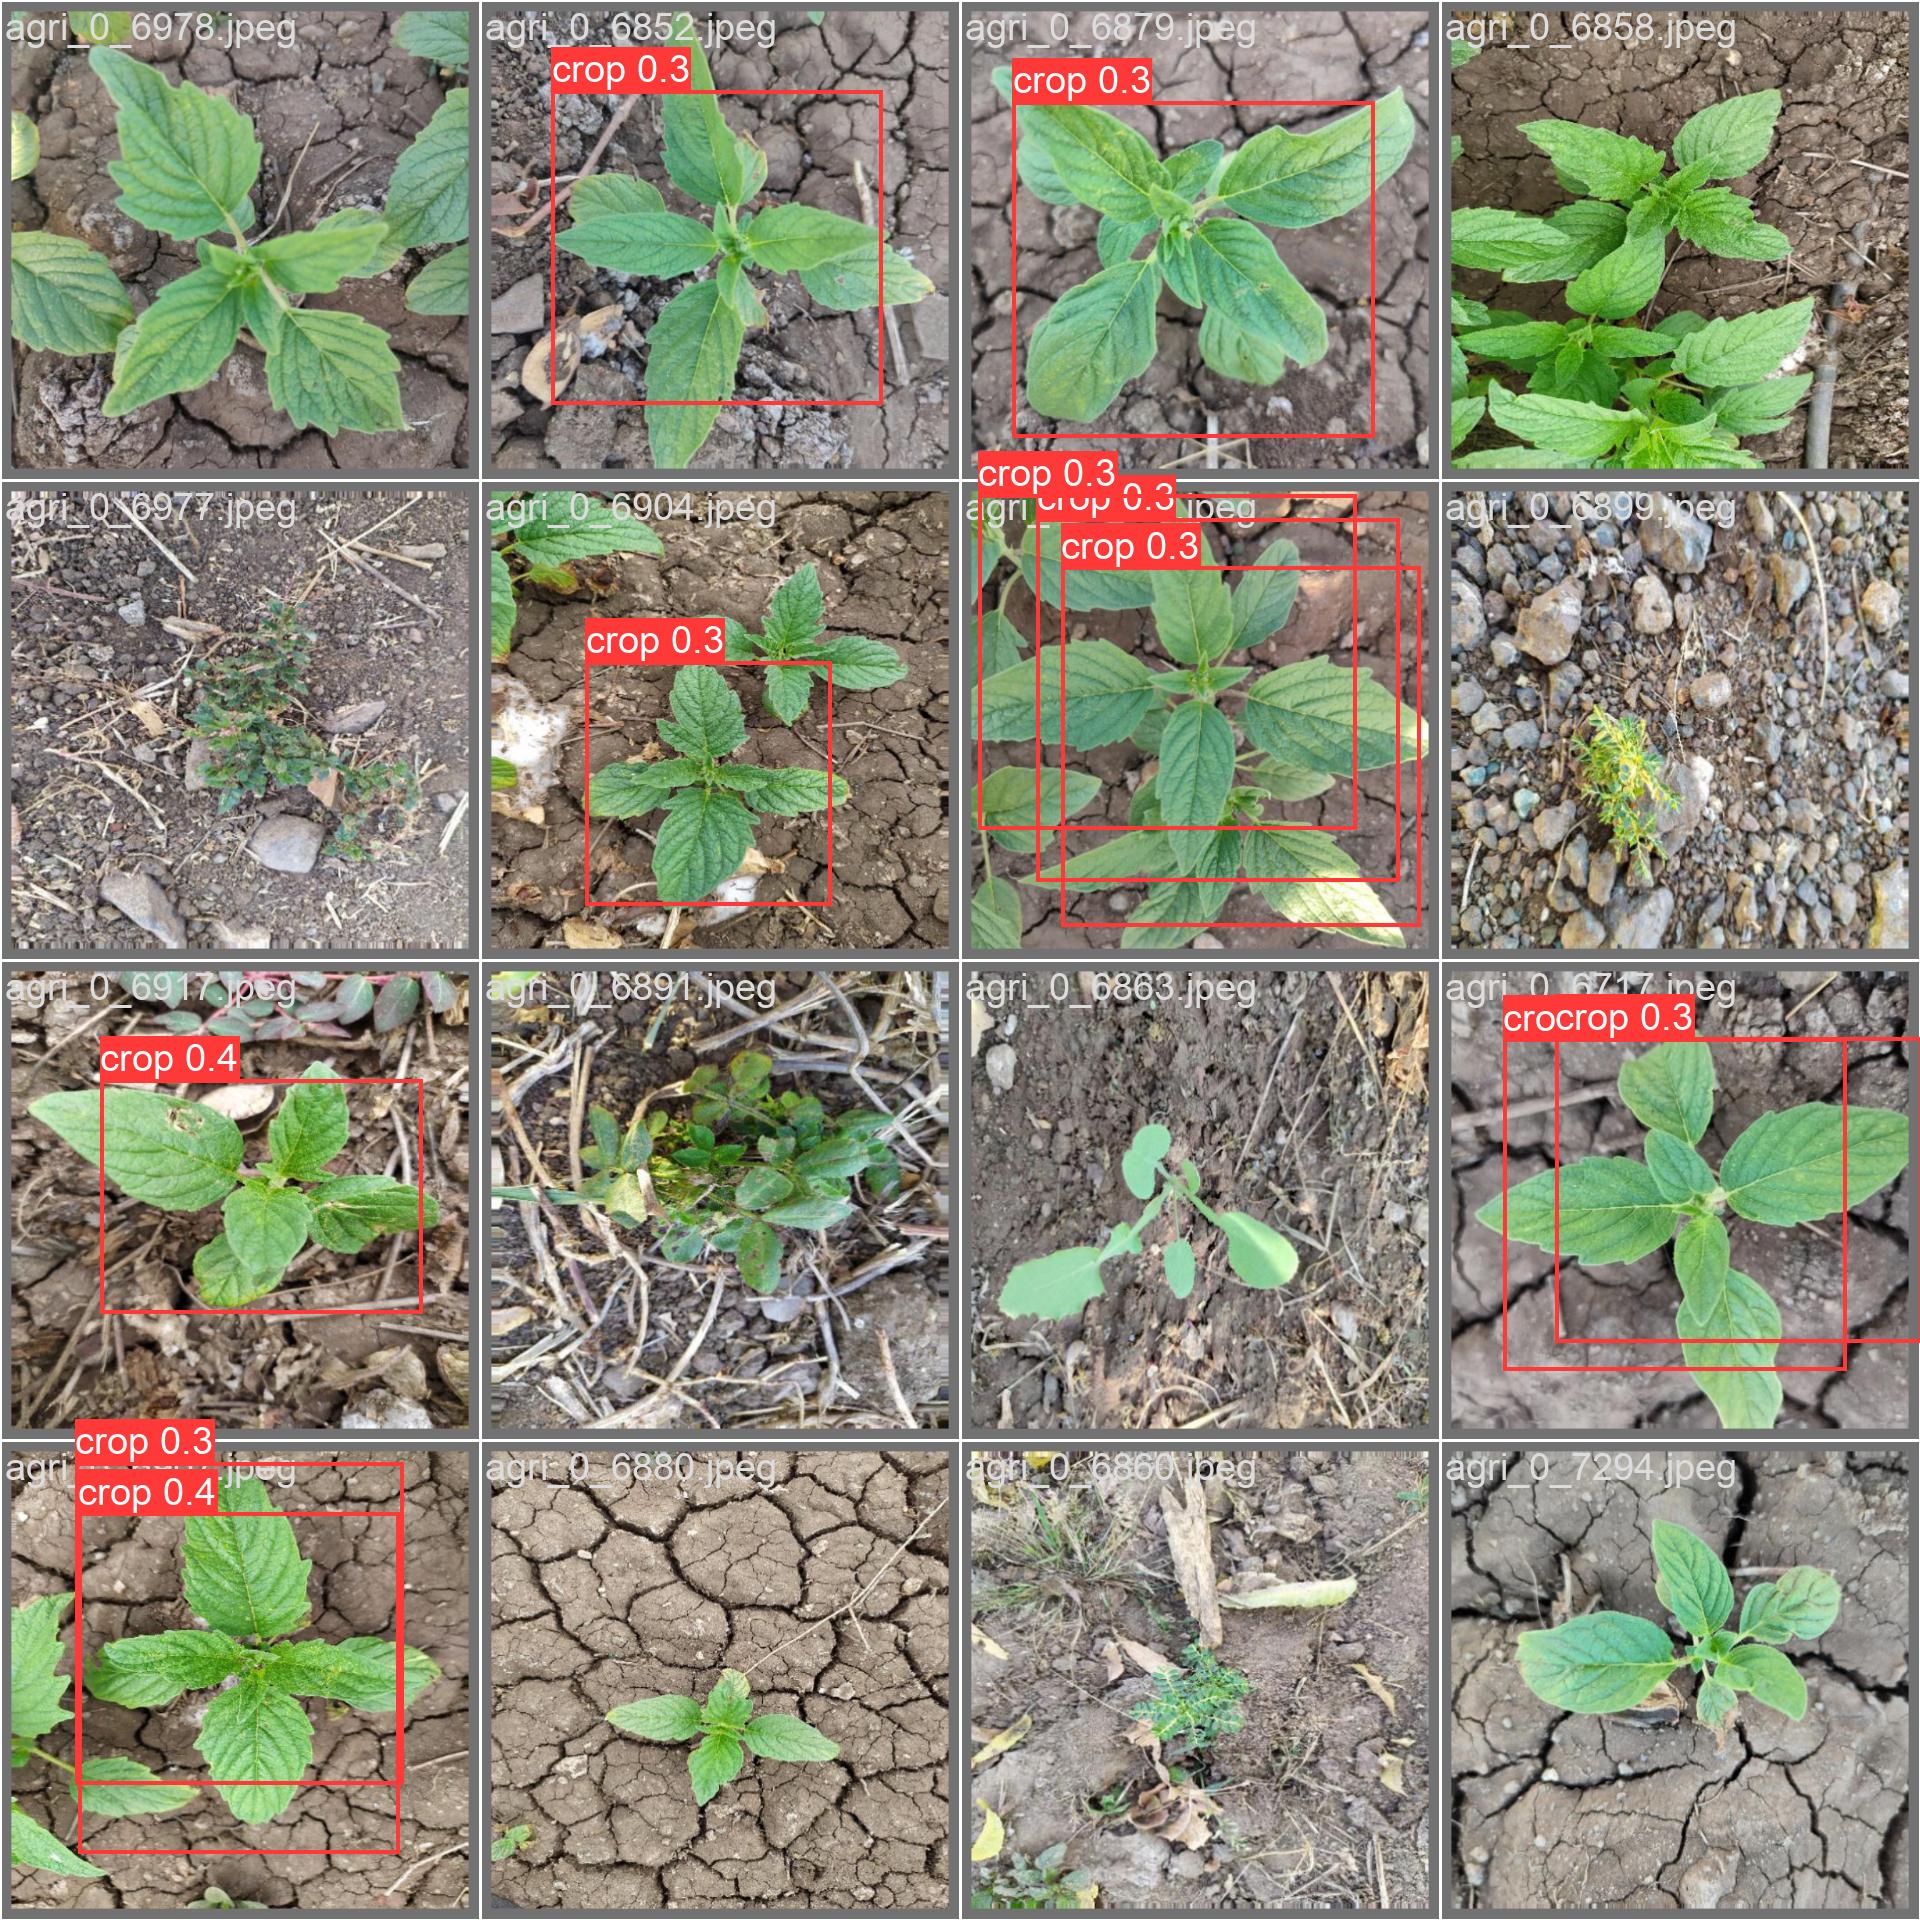 agri_0_6978.jpeg
agri_0_6852.jpeg
crop 0.3
agri_0_6879.jpeg
crop 0.3
agri_0_6858.jpeg
agri_0_6977.jpeg
agri_0_6904.jpeg
crop 0.3
crop 0.3
crop 0.3
crop 0.3
agri_0_6899.jpeg
agri_0_6917.jpeg
crop 0.4
agri_0_6891.jpeg
agri_0_6863.jpeg
agri_0_6717.jpeg
crocrop 0.3
crop 0.3
crop 0.4
agri_0_6880.jpeg
agri_0_6860.jpeg
agri_0_7294.jpeg